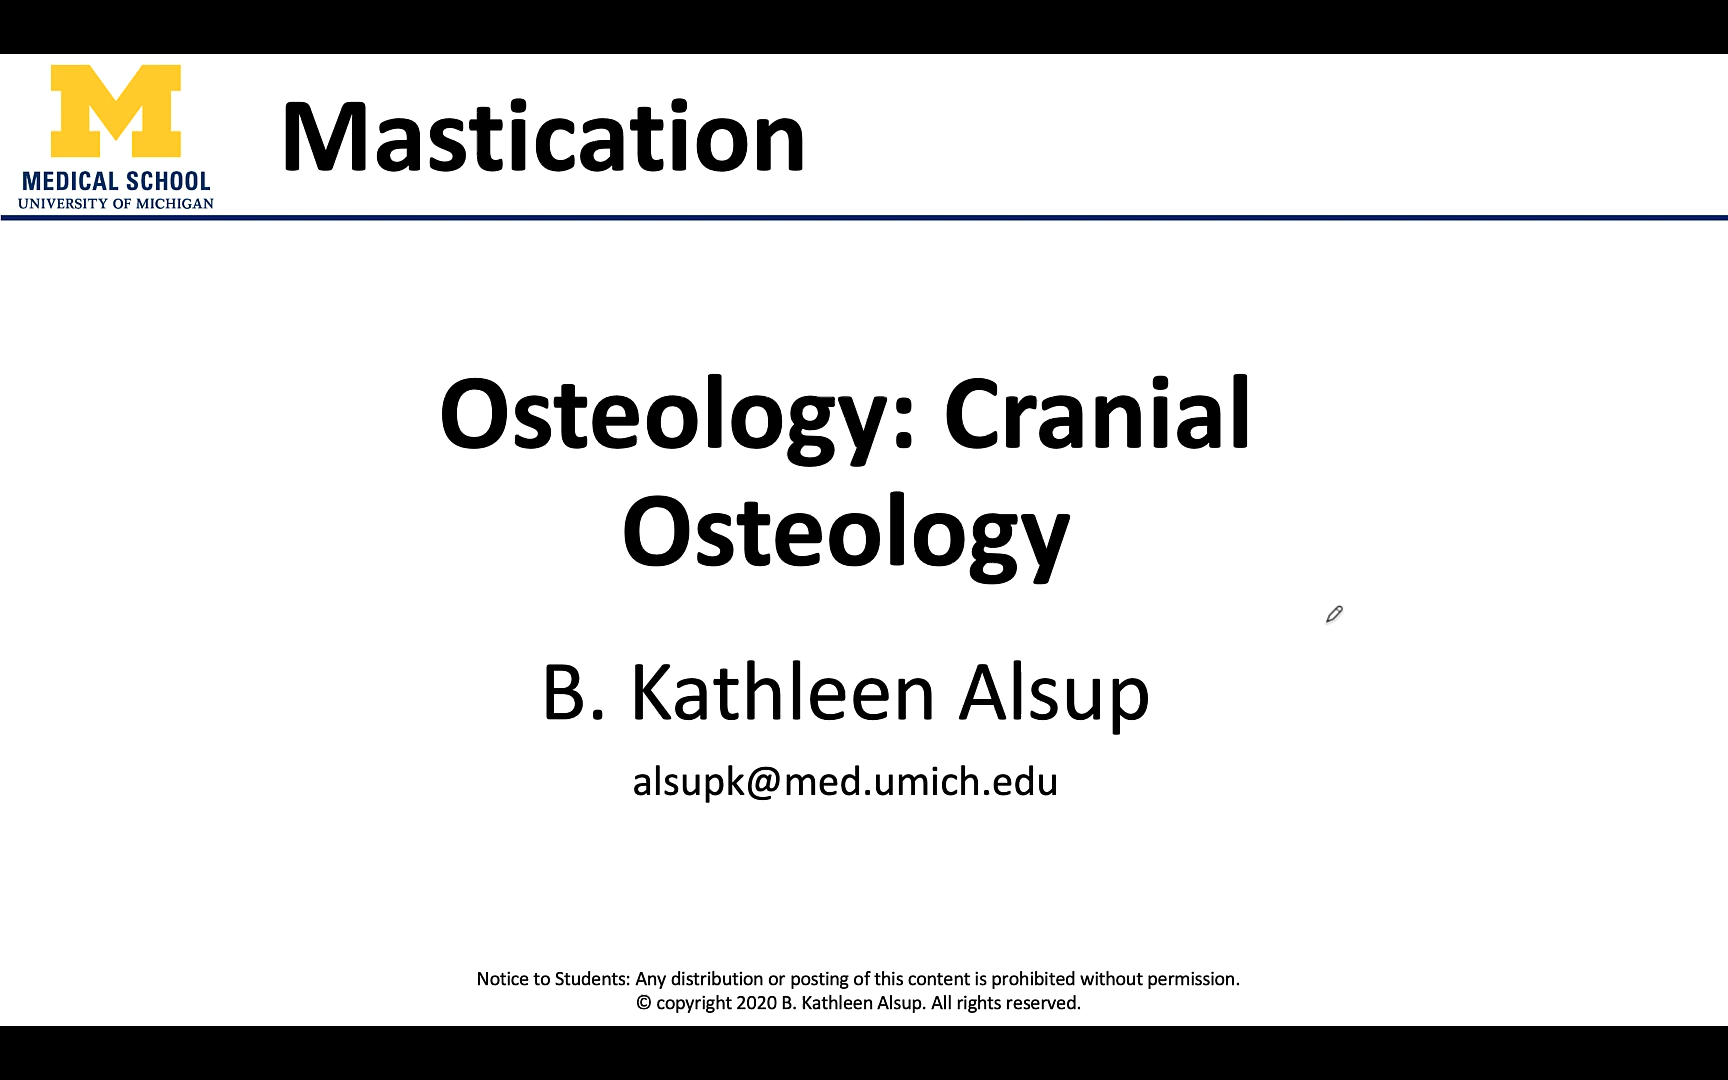 M
MEDICAL SCHOOL
UNIVERSITY OF MICHIGAN
Mastication
Osteology: Cranial
Osteology
B. Kathleen Alsup
alsupk@med.umich.edu
Notice to Students: Any distribution or posting of this content is prohibited without permission.
© copyright 2020 B. Kathleen Alsup. All rights reserved.